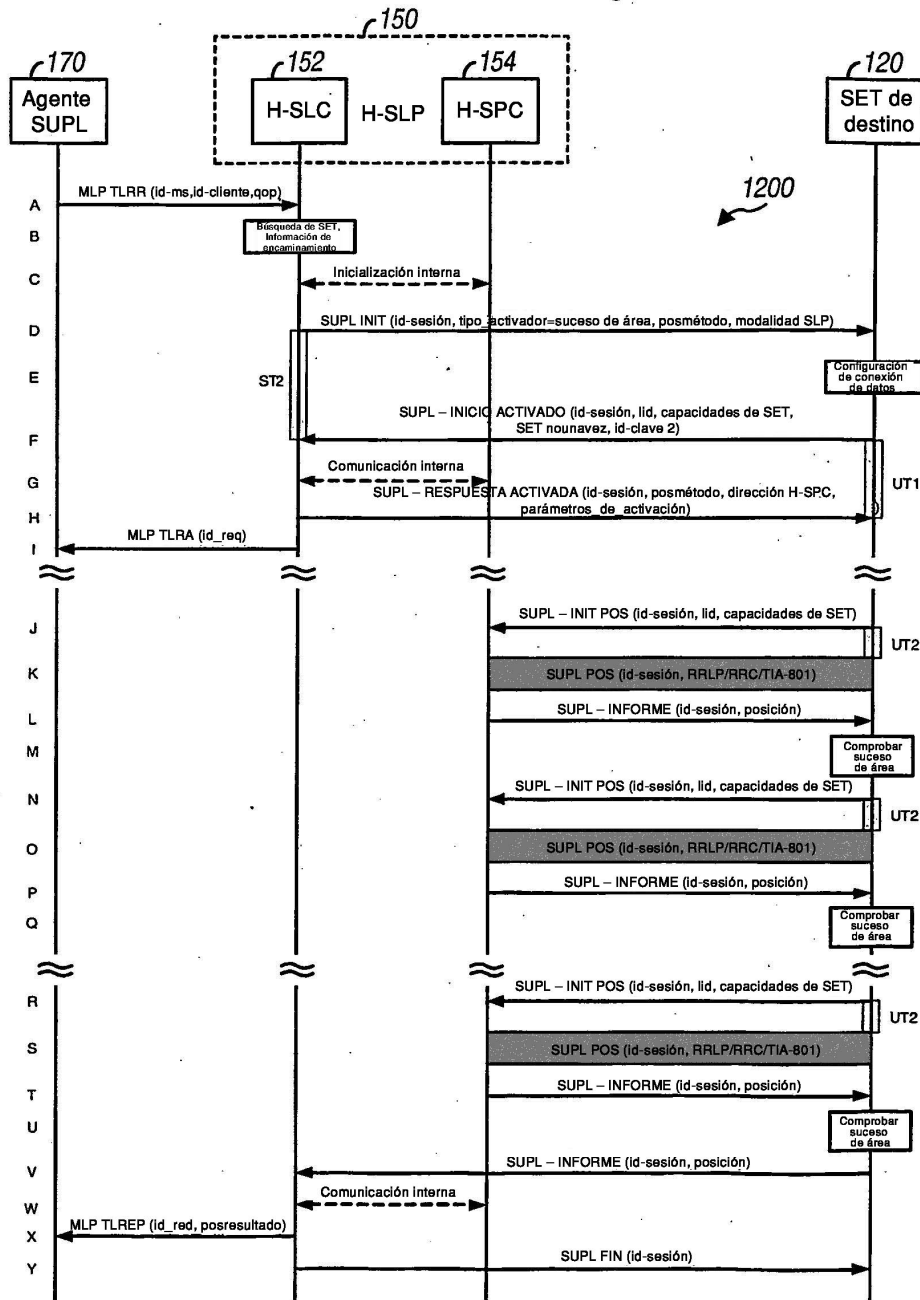 150
170
152
154
120
Agente
SUPL
H-SLC
H-SLP
H-SPC
SET de
destino
1200
A
MLP TLRR (id-ms,id-cliente,qop)
B
Búsqueda de SET,
Información de
encaminamiento
C
Inicialización interna
D
SUPL INIT (id-sesión, tipo_activador=suceso de área, posmétodo, modalidad SLP)
E
ST2
Configuración
de conexión
de datos
SUPL – INICIO ACTIVADO (id-sesión, lid, capacidades de SET,
SET nounavez, id-clave 2)
F
Comunicación interna
G
UT1
SUPL – RESPUESTA ACTIVADA (id-sesión, posmétodo, dirección H-SPC,
parámetros_de_activación)
H
MLP TLRA (id_req)
I
SUPL – INIT POS (id-sesión, lid, capacidades de SET)
J
UT2
K
SUPL POS (id-sesión, RRLP/RRC/TIA-801)
L
SUPL – INFORME (id-sesión, posición)
M
Comprobar
suceso
de área
SUPL – INIT POS (id-sesión, lid, capacidades de SET)
N
UT2
O
SUPL POS (id-sesión, RRLP/RRC/TIA-801)
P
SUPL – INFORME (id-sesión, posición)
Q
Comprobar
suceso
de área
R
SUPL – INIT POS (id-sesión, lid, capacidades de SET)
UT2
S
SUPL POS (id-sesión, RRLP/RRC/TIA-801)
T
SUPL – INFORME (id-sesión, posición)
U
Comprobar
suceso
de área
V
SUPL – INFORME (id-sesión, posición)
W
Comunicación interna
X
MLP TLREP (id_red, posresultado)
Y
SUPL FIN (id-sesión)